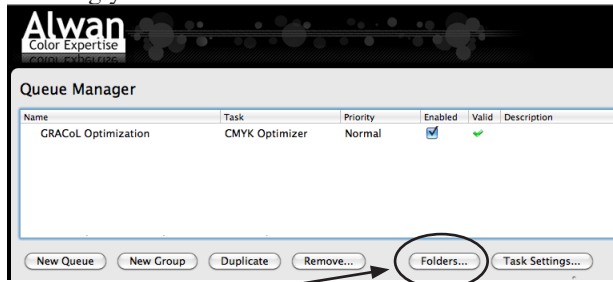 Alwan
Color Expertise
Queue Manager
Name Task Priority Enabled Valid Description
GRACoL Optimization CMYK Optimizer Normal
New Queue New Group Duplicate Remove... Folders... Task Settings...